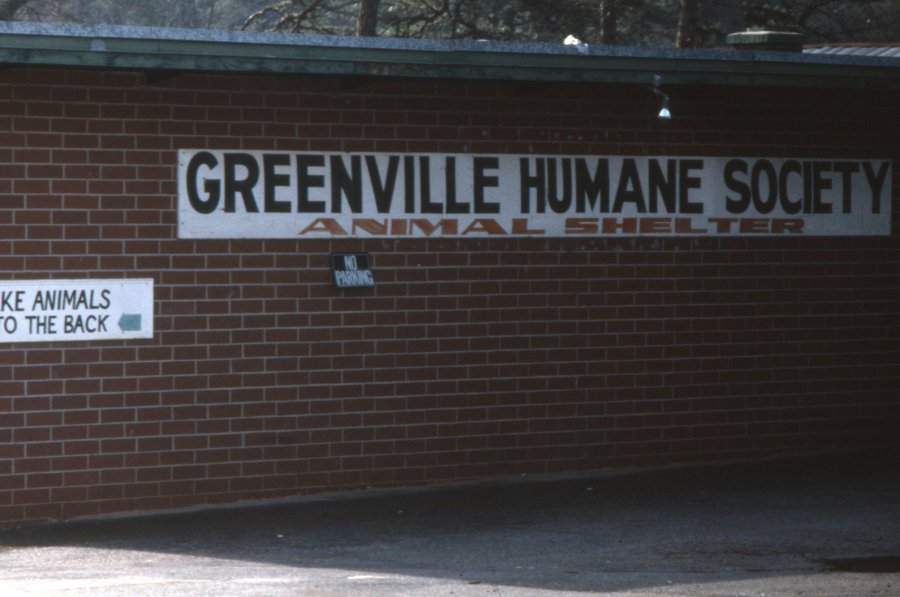 GREENVILLE HUMANE SOCIETY
ANIMAL SHELTER
NO
PARKING
KE ANIMALS
TO THE BACK